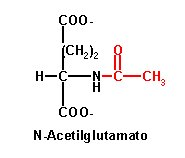 COO-
(CH₂)₂
O
H-C-N-C-CH₃
H
COO-
N-Acetilglutamato